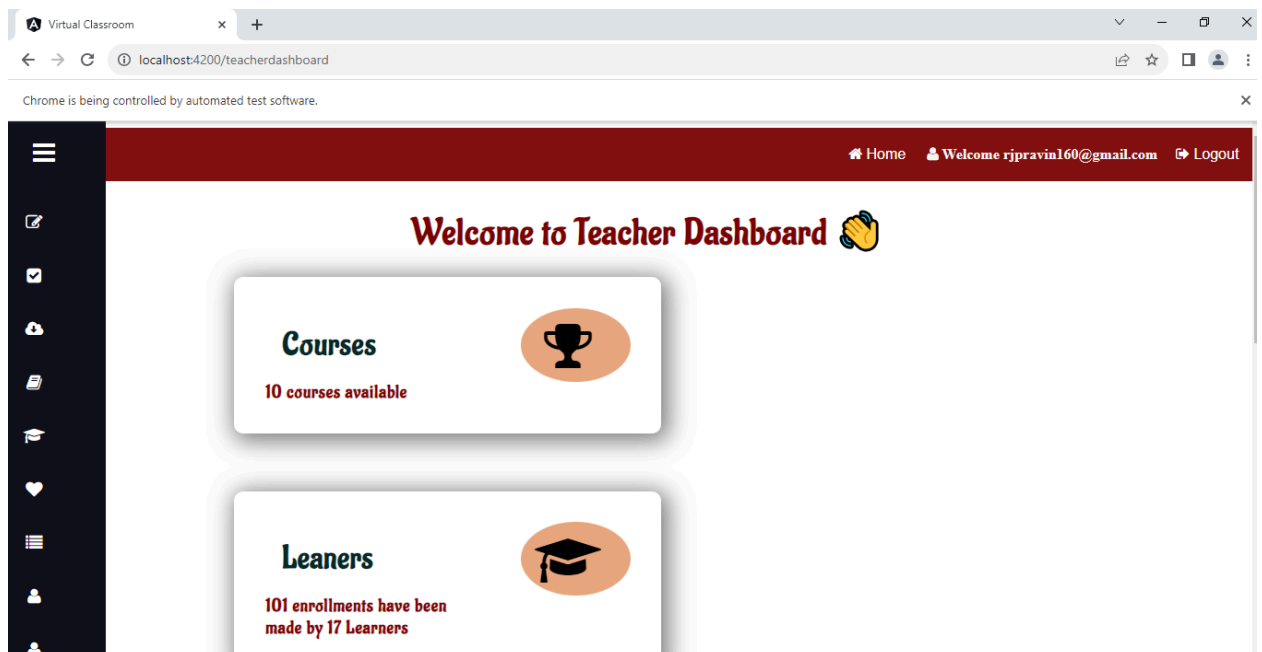 Virtual Classroom
localhost:4200/teacherdashboard
Chrome is being controlled by automated test software.
Home Welcome rjpravin160@gmail.com Logout
Welcome to Teacher Dashboard
Courses
10 courses available
Leaners
101 enrollments have been
made by 17 Learners